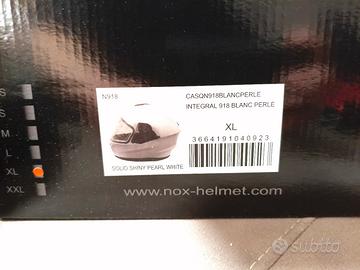 N918
CASQN918BLANCPERLE
INTEGRAL 918 BLANC PERLE
XL
3664191040923
SOLID SHINY PEARL WHITE
S
S
M
L
XL
XXL
www.nox-helmet.com
subito